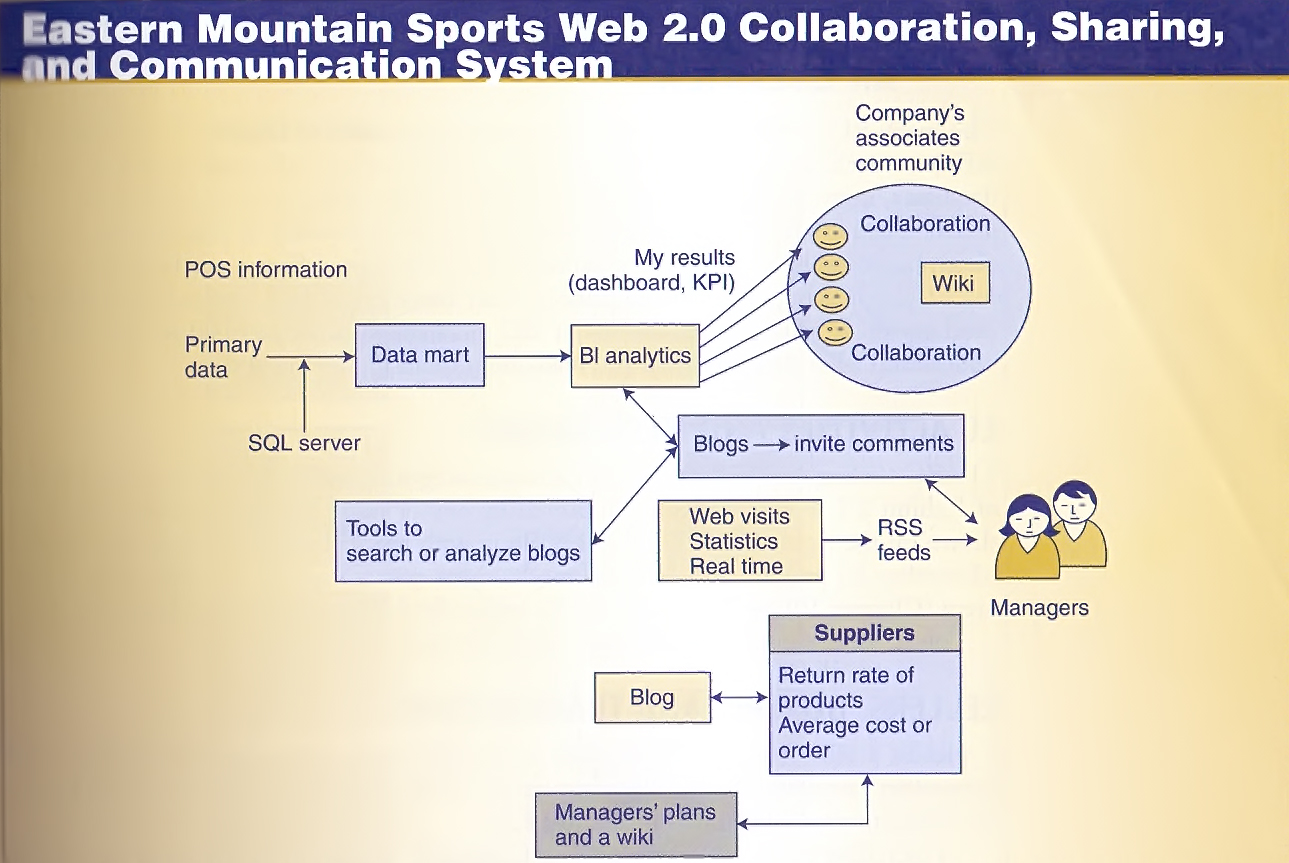 Eastern Mountain Sports Web 2.0 Collaboration, Sharing,
and Communication System
Company's
associates
community
Collaboration
Wiki
Collaboration
My results
(dashboard, KPI)
POS information
Primary
data
Data mart
BI analytics
SQL server
Blogs → invite comments
Tools to
search or analyze blogs
Web visits
Statistics
Real time
RSS
feeds
Managers
Suppliers
Return rate of
products
Average cost or
order
Blog
Managers' plans
and a wiki